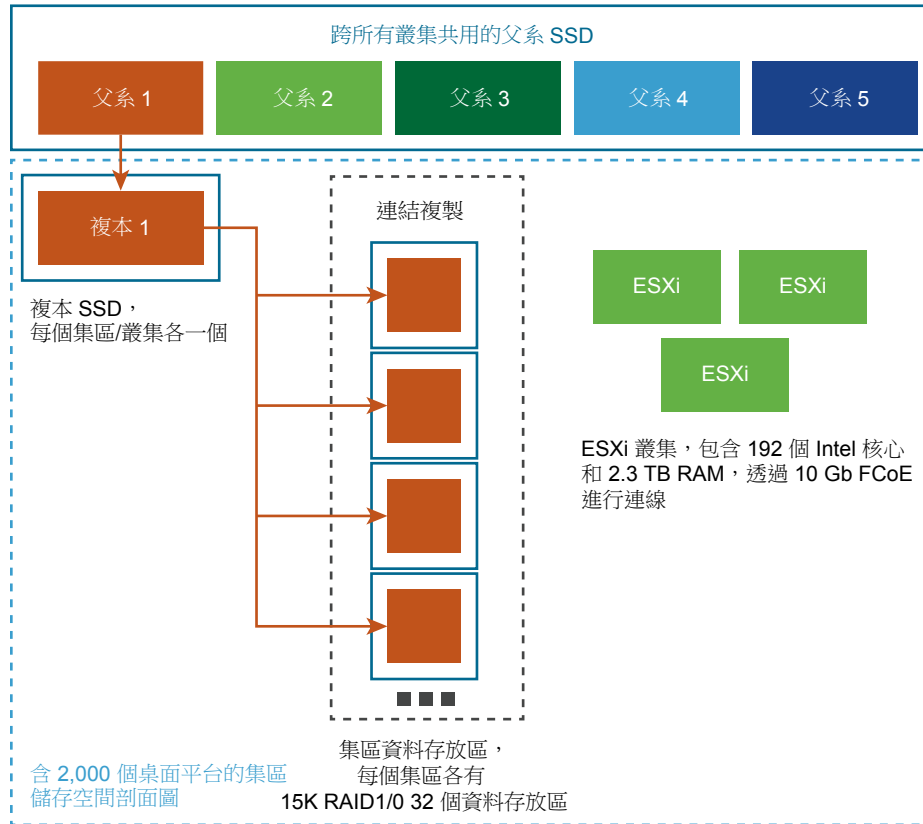 跨所有叢集共用的父系 SSD
父系 1
父系 2
父系 3
父系 4
父系 5
複本 1
複本 SSD，
每個集區/叢集各一個
連結複製
ESXi
ESXi
ESXi
ESXi 叢集，包含 192 個 Intel 核心
和 2.3 TB RAM，透過 10 Gb FCoE
進行連線
集區資料存放區，
每個集區各有
15K RAID1/0 32 個資料存放區
含 2,000 個桌面平台的集區
儲存空間剖面圖